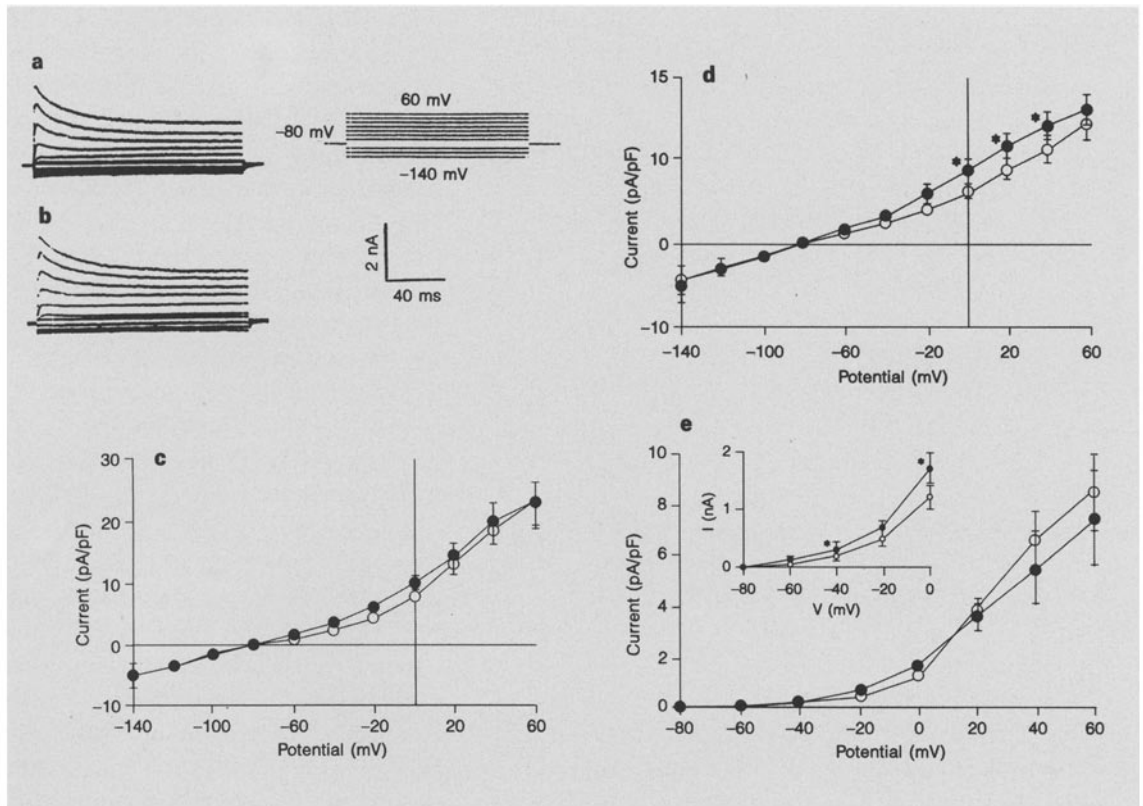 a
60 mV
−80 mV
−140 mV
b
2 nA
40 ms
c
Current (pA/pF)
30
20
10
0
−10
−140 −100 −60 −20 20 60
Potential (mV)
d
Current (pA/pF)
15
10
0
−10
* * *
−140 −100 −60 −20 20 60
Potential (mV)
e
I (nA)
2
1
0
* *
−80 −60 −40 −20 0
V (mV)
Current (pA/pF)
10
8
6
4
2
0
−80 −60 −40 −20 0 20 40 60
Potential (mV)